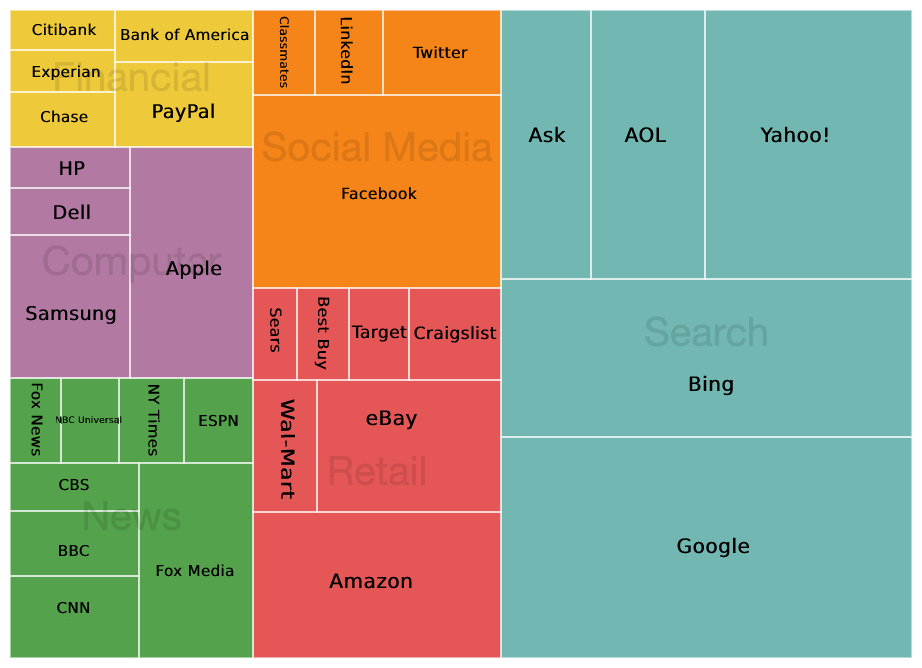 Citibank
Bank of America
Experian
Financial
Chase
PayPal
HP
Dell
Computer
Apple
Samsung
Fox News
NBC Universal
NY Times
ESPN
CBS
News
BBC
Fox Media
CNN
Classmates
LinkedIn
Twitter
Social Media
Facebook
Sears
Best Buy
Target
Craigslist
Wal-Mart
eBay
Retail
Amazon
Ask
AOL
Yahoo!
Search
Bing
Google